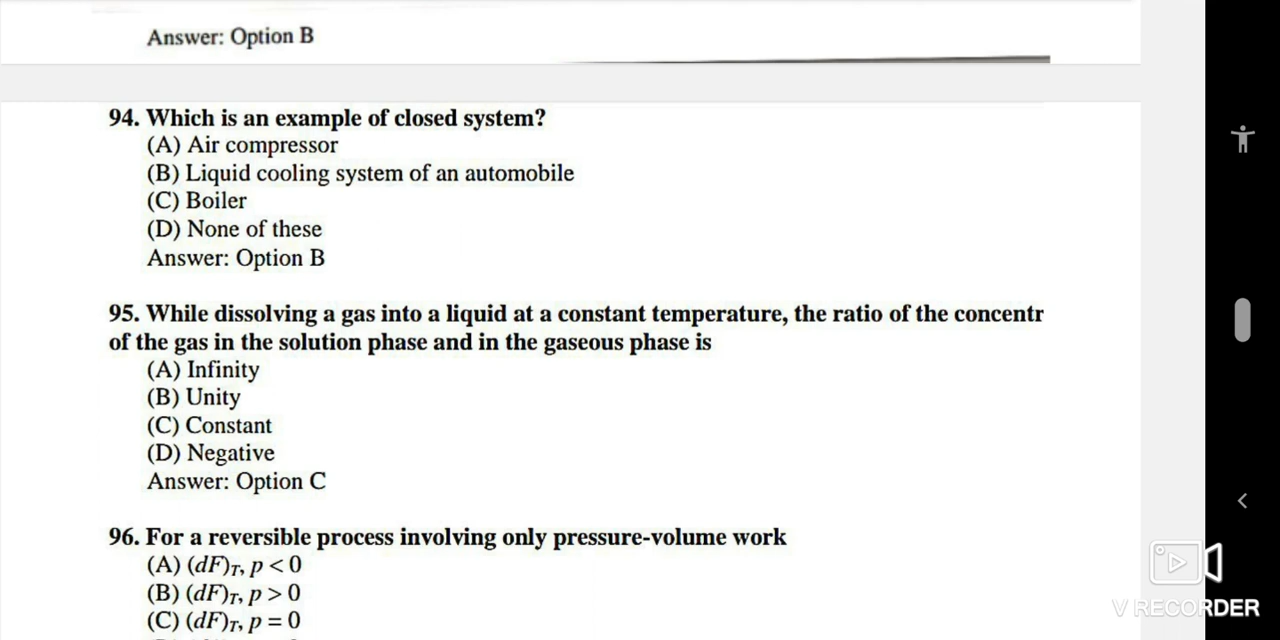 Answer: Option B
94. Which is an example of closed system?
(A) Air compressor
(B) Liquid cooling system of an automobile
(C) Boiler
(D) None of these
Answer: Option B
95. While dissolving a gas into a liquid at a constant temperature, the ratio of the concentr
of the gas in the solution phase and in the gaseous phase is
(A) Infinity
(B) Unity
(C) Constant
(D) Negative
Answer: Option C
96. For a reversible process involving only pressure-volume work
(A) (dF)T, p < 0
(B) (dF)T, p > 0
(C) (dF)T, p = 0
V RECORDER